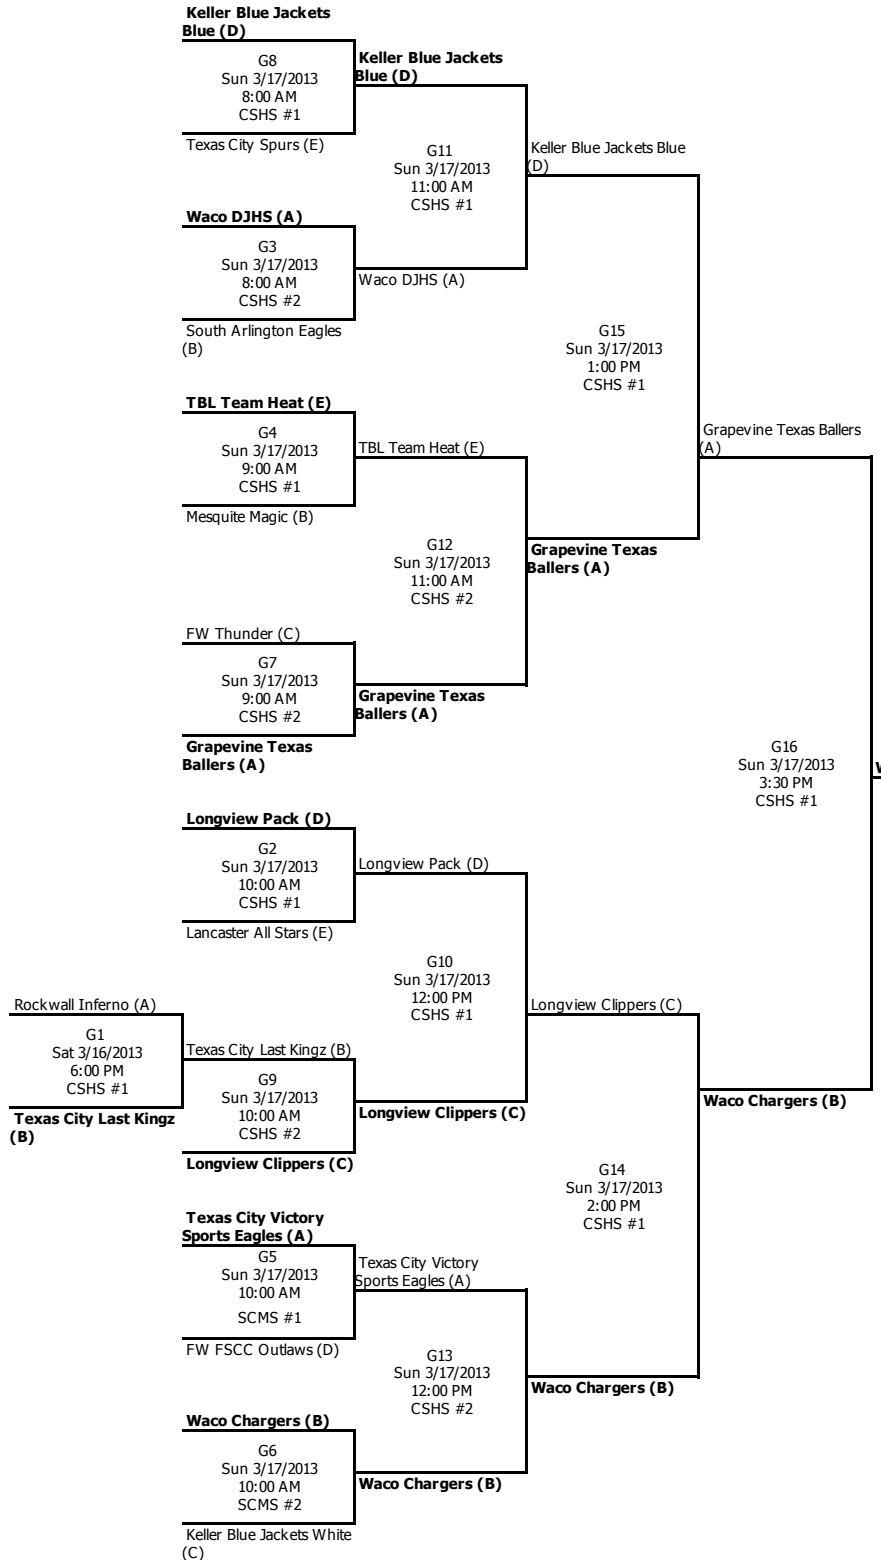 Keller Blue Jackets
Blue (D)
G8
Sun 3/17/2013
8:00 AM
CSHS #1
Texas City Spurs (E)
Keller Blue Jackets
Blue (D)
G11
Sun 3/17/2013
11:00 AM
CSHS #1
Keller Blue Jackets Blue
(D)
Waco DJHS (A)
G3
Sun 3/17/2013
8:00 AM
CSHS #2
South Arlington Eagles
(B)
Waco DJHS (A)
G15
Sun 3/17/2013
1:00 PM
CSHS #1
TBL Team Heat (E)
G4
Sun 3/17/2013
9:00 AM
CSHS #1
Mesquite Magic (B)
TBL Team Heat (E)
Grapevine Texas Ballers
(A)
G12
Sun 3/17/2013
11:00 AM
CSHS #2
Grapevine Texas
Ballers (A)
FW Thunder (C)
G7
Sun 3/17/2013
9:00 AM
CSHS #2
Grapevine Texas
Ballers (A)
Grapevine Texas
Ballers (A)
G16
Sun 3/17/2013
3:30 PM
CSHS #1
Longview Pack (D)
G2
Sun 3/17/2013
10:00 AM
CSHS #1
Lancaster All Stars (E)
Longview Pack (D)
G10
Sun 3/17/2013
12:00 PM
CSHS #1
Longview Clippers (C)
Rockwall Inferno (A)
G1
Sat 3/16/2013
6:00 PM
CSHS #1
Texas City Last Kingz
(B)
Texas City Last Kingz (B)
G9
Sun 3/17/2013
10:00 AM
CSHS #2
Longview Clippers (C)
Longview Clippers (C)
Waco Chargers (B)
G14
Sun 3/17/2013
2:00 PM
CSHS #1
Texas City Victory
Sports Eagles (A)
G5
Sun 3/17/2013
10:00 AM
SCMS #1
FW FSCC Outlaws (D)
Texas City Victory
Sports Eagles (A)
G13
Sun 3/17/2013
12:00 PM
CSHS #2
Waco Chargers (B)
Waco Chargers (B)
G6
Sun 3/17/2013
10:00 AM
SCMS #2
Keller Blue Jackets White
(C)
Waco Chargers (B)